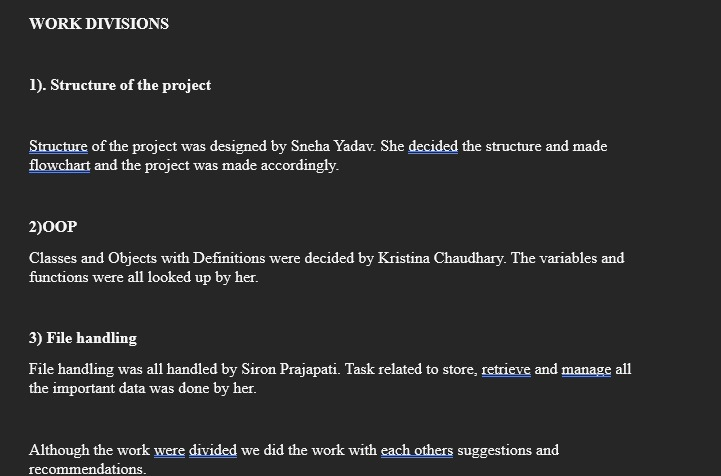 WORK DIVISIONS
1). Structure of the project
Structure of the project was designed by Sneha Yadav. She decided the structure and made
flowchart and the project was made accordingly.
2)OOP
Classes and Objects with Definitions were decided by Kristina Chaudhary. The variables and
functions were all looked up by her.
3) File handling
File handling was all handled by Siron Prajapati. Task related to store, retrieve and manage all
the important data was done by her.
Although the work were divided we did the work with each others suggestions and
recommendations.